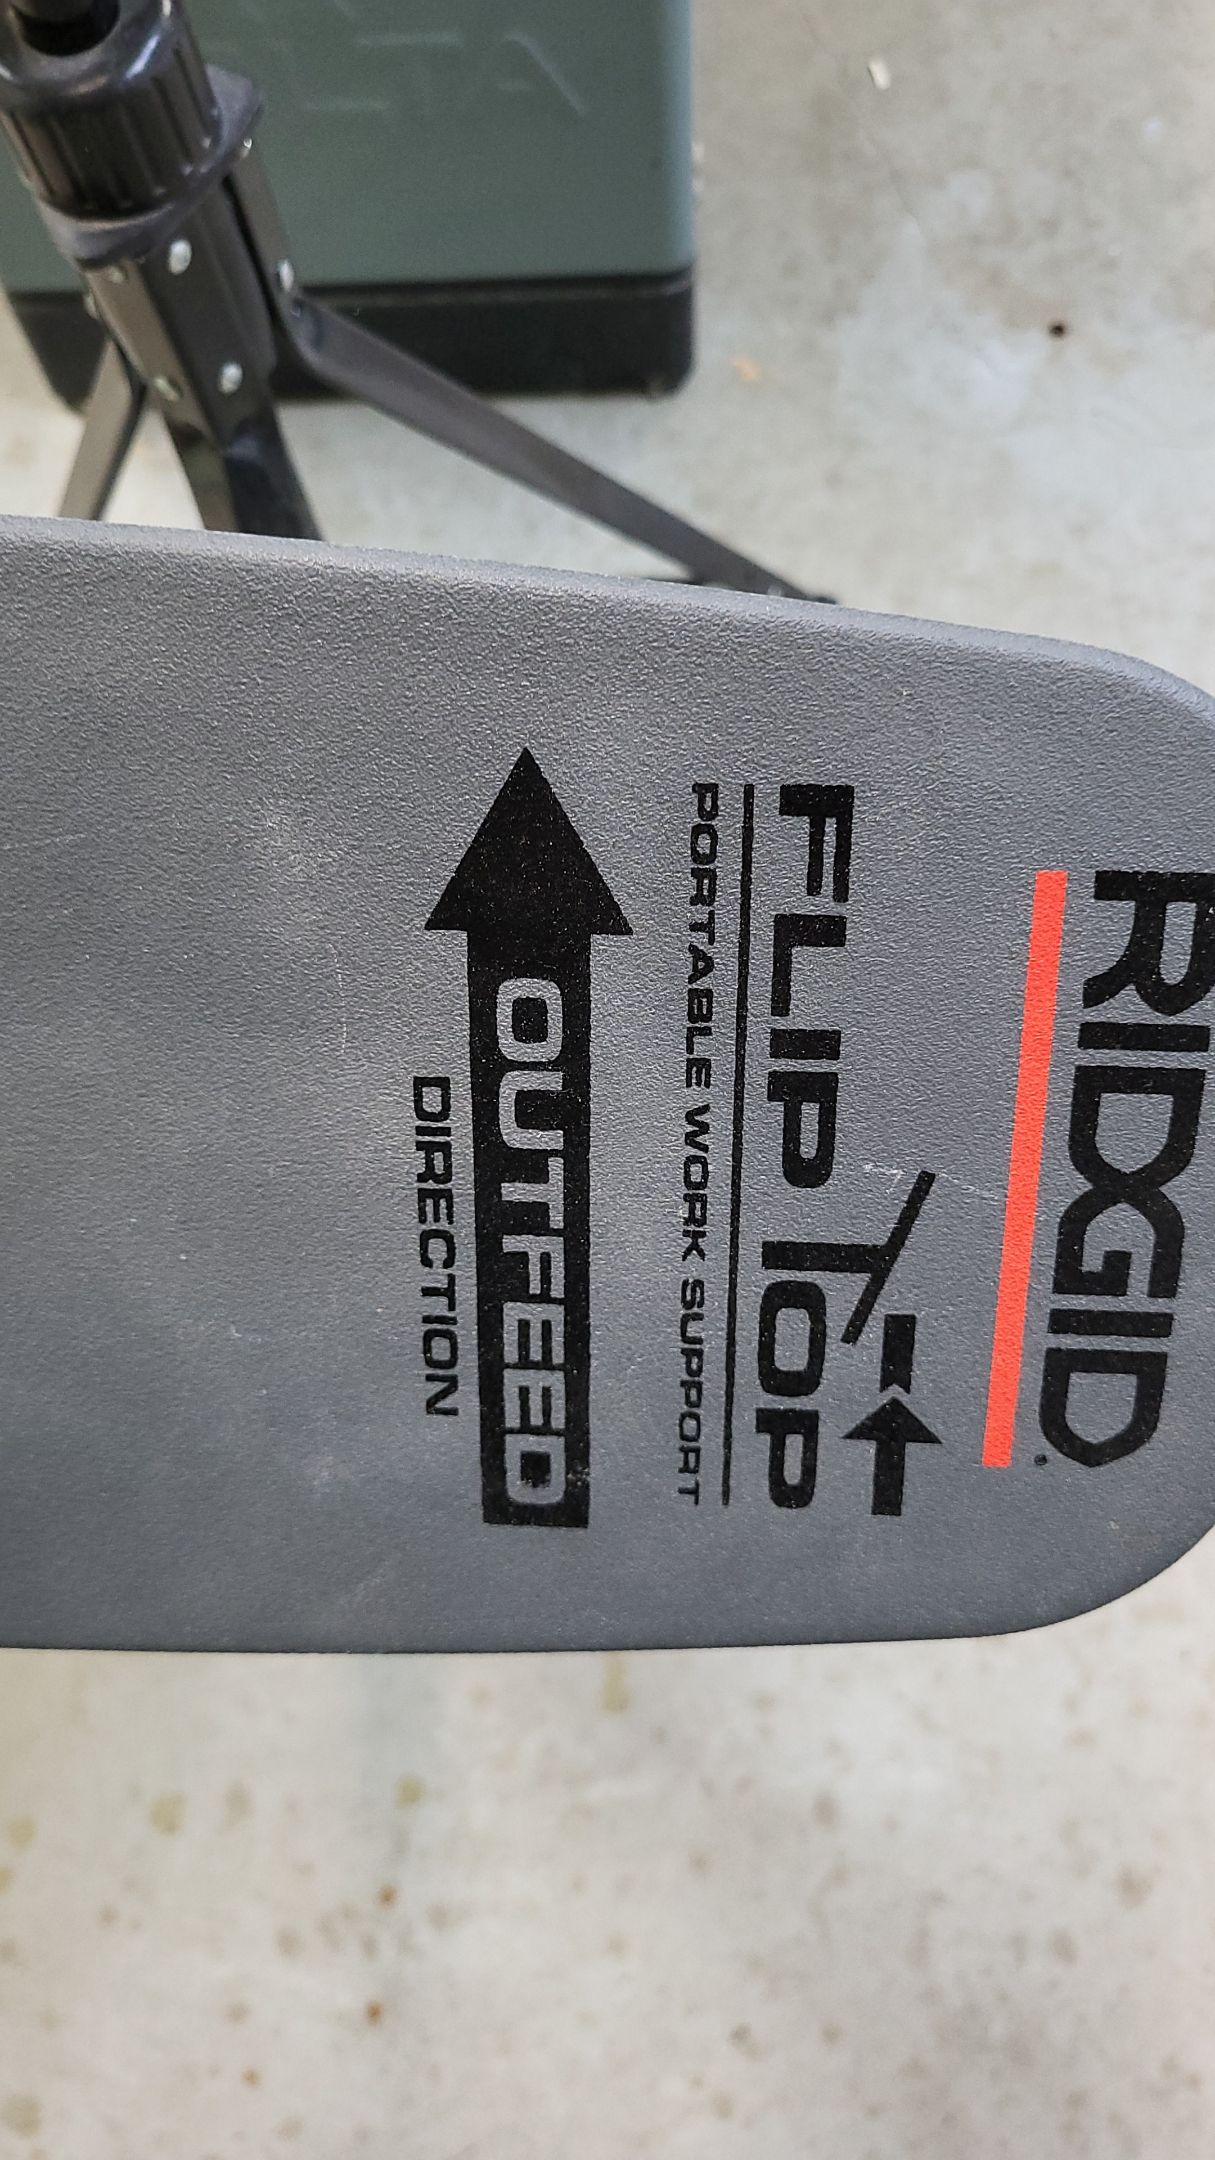 RIDGID
FLIP TOP
PORTABLE WORK SUPPORT
OUTFEED
DIRECTION